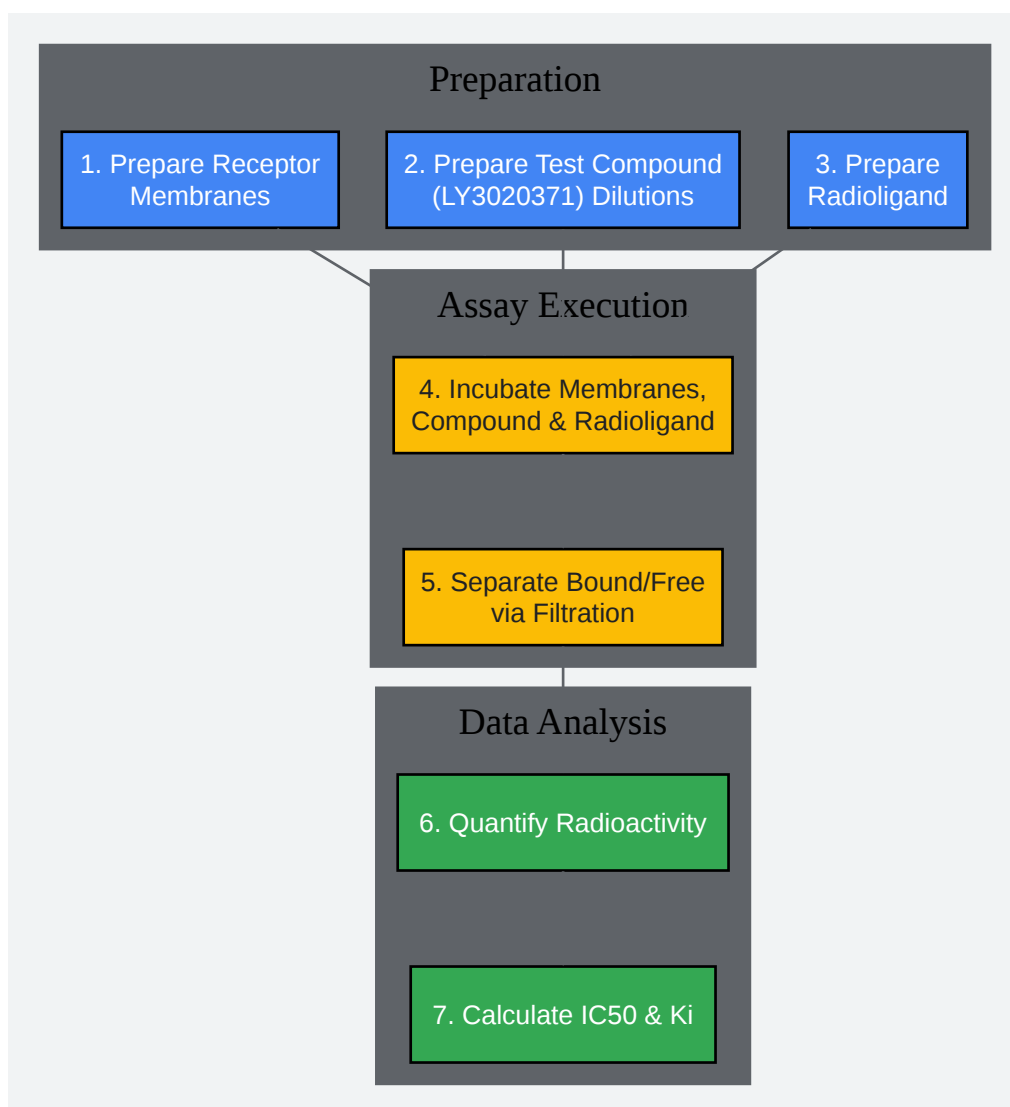 Preparation
1. Prepare Receptor
Membranes
2. Prepare Test Compound
(LY3020371) Dilutions
3. Prepare
Radioligand
Assay Execution
4. Incubate Membranes,
Compound & Radioligand
5. Separate Bound/Free
via Filtration
Data Analysis
6. Quantify Radioactivity
7. Calculate IC50 & Ki